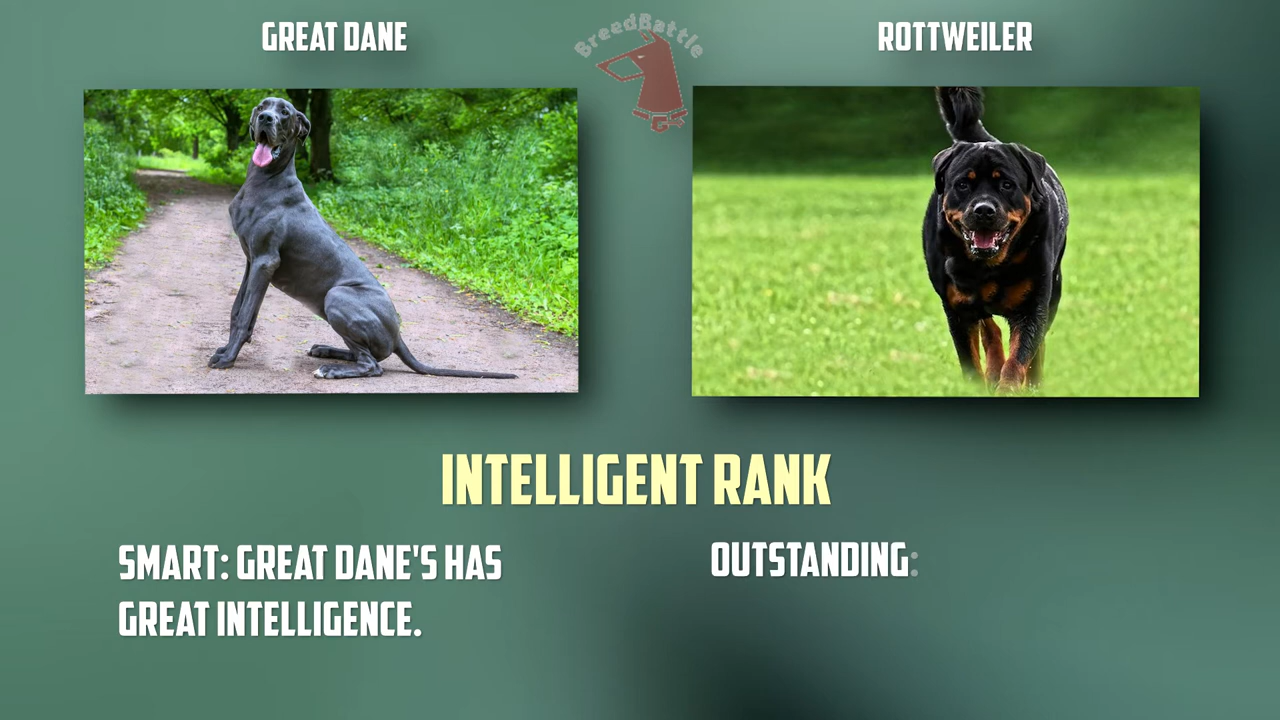 GREAT DANE
BreedBattle
ROTTWEILER
INTELLIGENT RANK
SMART: GREAT DANE'S HAS
GREAT INTELLIGENCE.
OUTSTANDING: